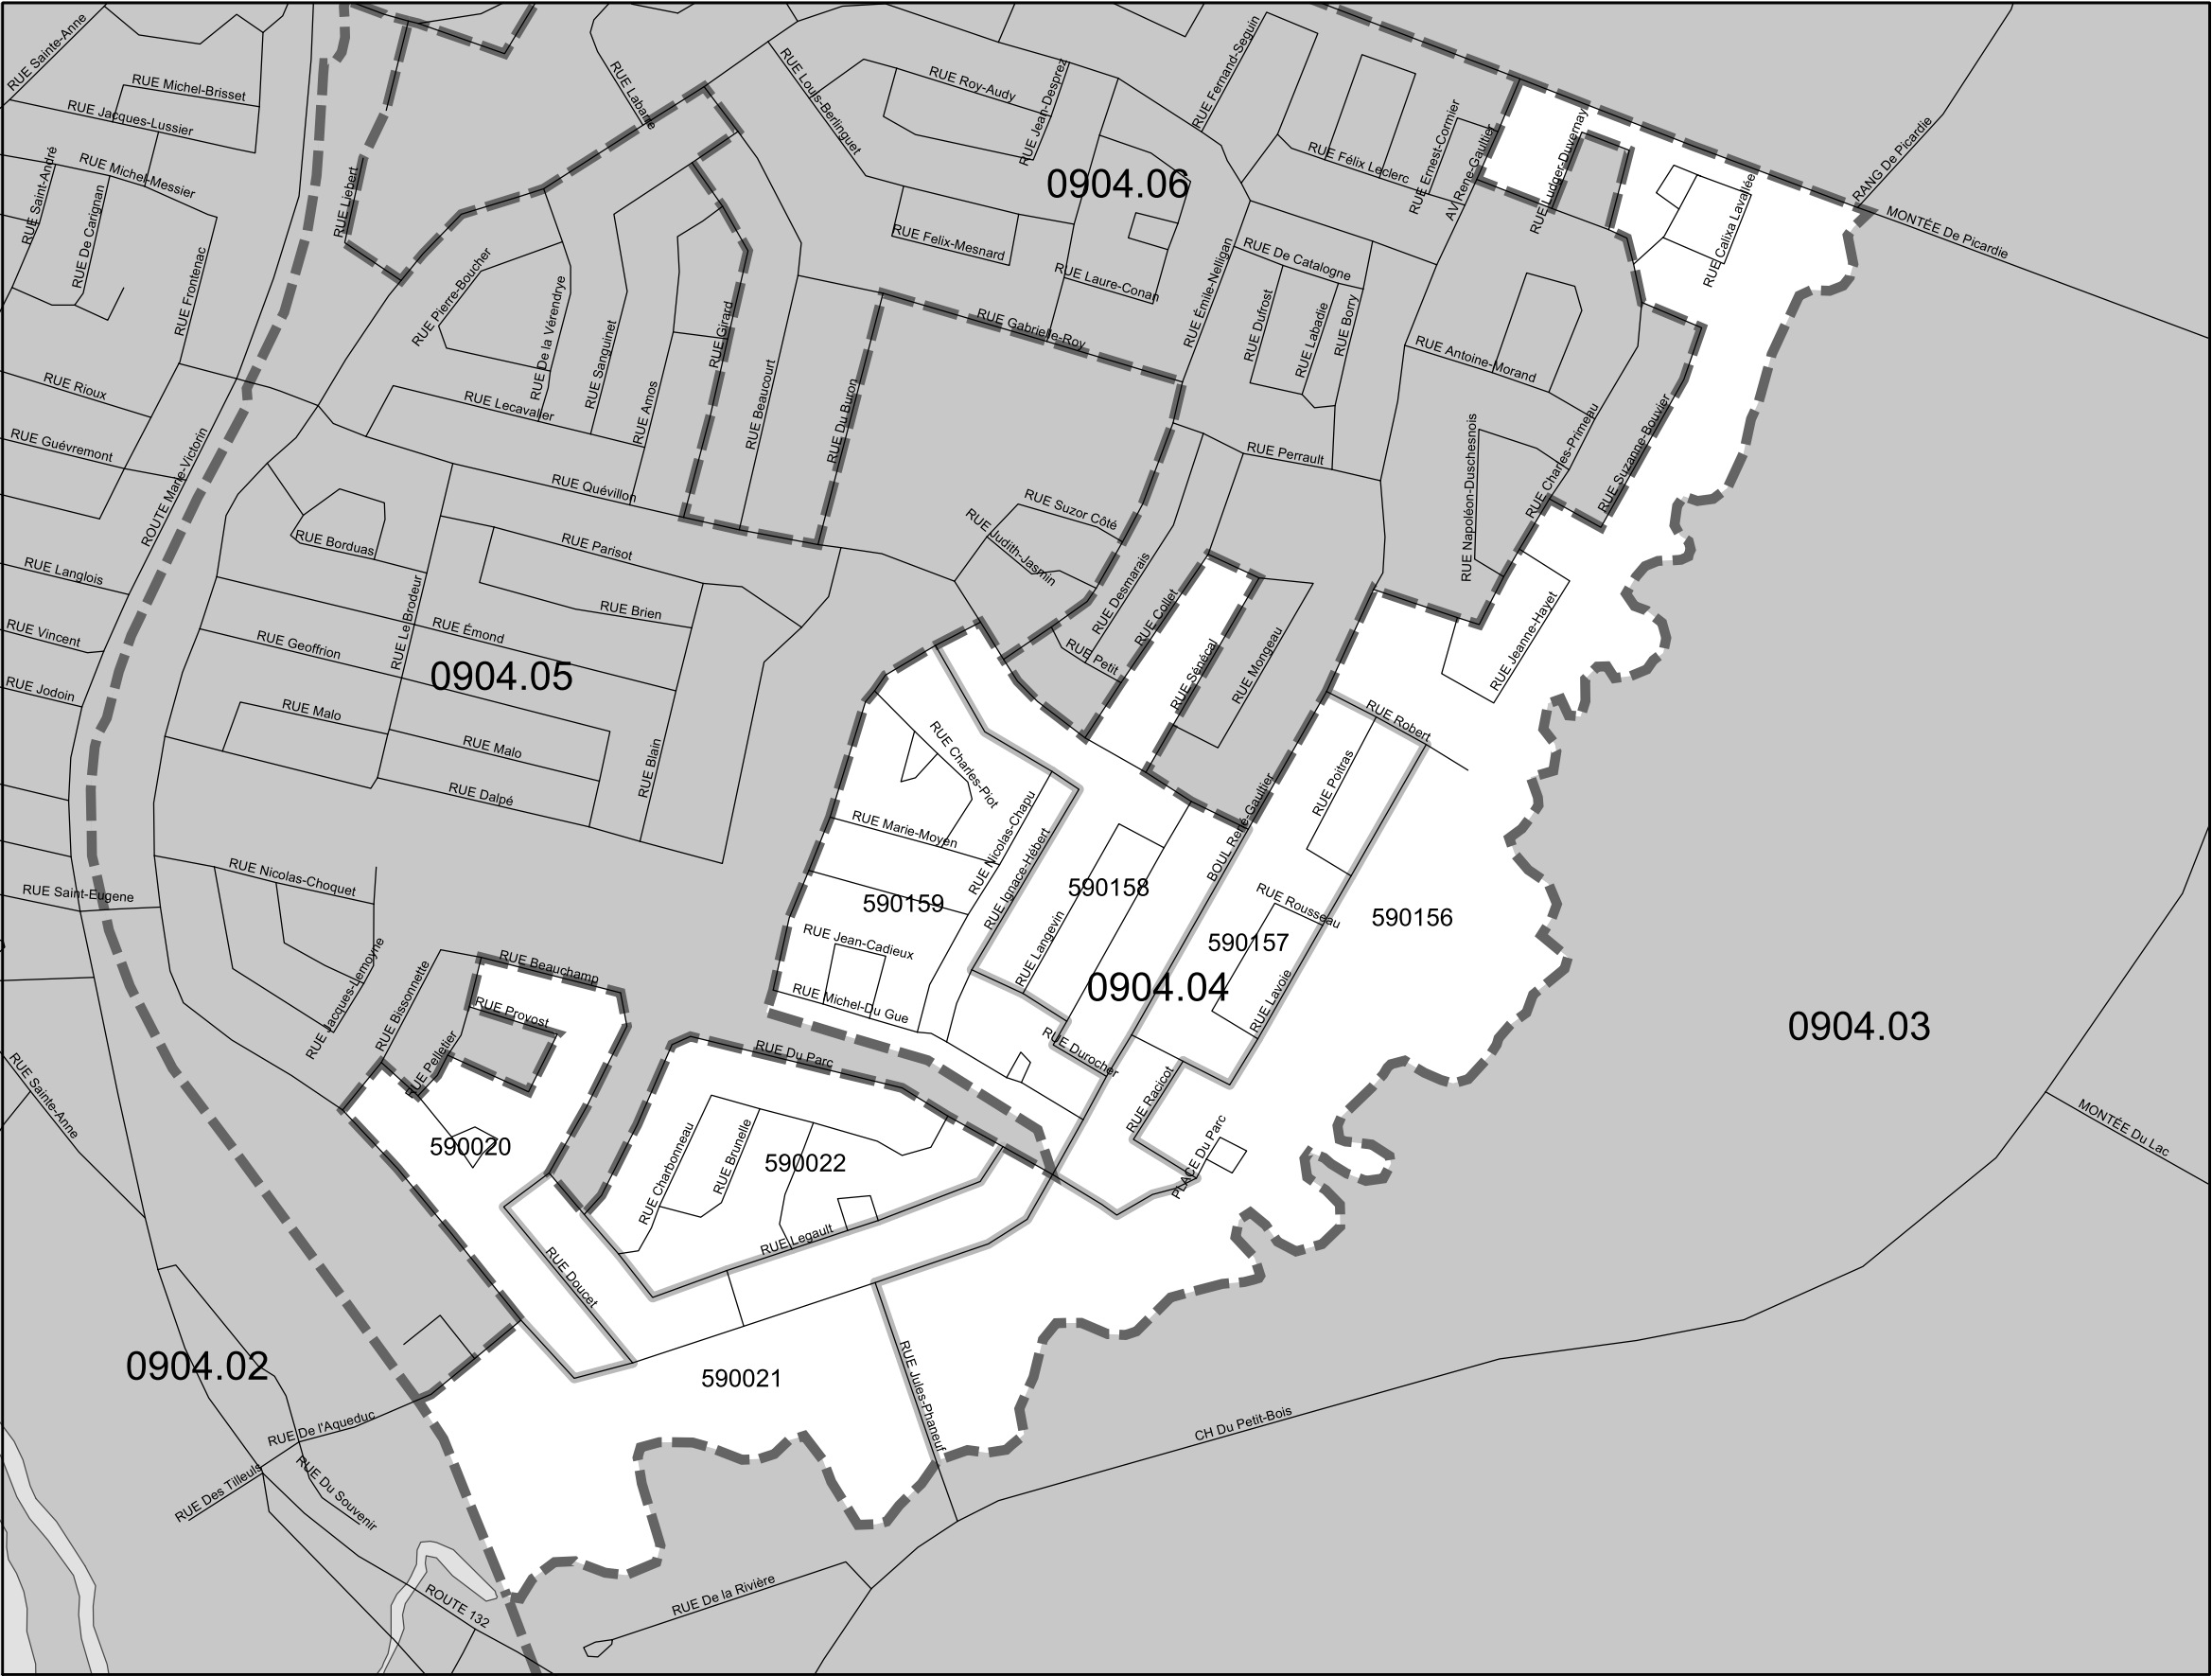 RUE Sainte-Anne
RUE Michel-Brisset
RUE Jacques-Lussier
RUE Michel-Messier
RUE Saint-André
RUE De Carignan
RUE Frontenac
RUE Liébert
RUE Labarre
RUE Louis-Berlinguet
RUE Roy-Audy
RUE Jean-Desprez
RUE Fernand-Seguin
0904.06
RUE Félix Leclerc
RUE Ernest-Cormier
AV Rene-Gaultier
RUE Ludger-Duvernay
RUE Calixa Lavallée
RANG De Picardie
MONTÉE De Picardie
RUE Felix-Mesnard
RUE Laure-Conan
RUE Émile-Nelligan
RUE De Catalogne
RUE Dufrost
RUE Labadie
RUE Borry
RUE Gabrielle-Roy
RUE Antoine-Morand
RUE Pierre-Boucher
RUE De la Vérendrye
RUE Sanguinet
RUE Amos
RUE Girard
RUE Beaucourt
RUE Du Buron
RUE Lecavalier
RUE Quévillon
RUE Rioux
RUE Guévremont
ROUTE Marie-Victorin
RUE Perrault
RUE Napoléon-Duschesnois
RUE Charles-Primeau
RUE Suzanne-Bouvier
RUE Suzor Côté
RUE Judith-Jasmin
RUE Borduas
RUE Parisot
RUE Brien
RUE Langlois
RUE Vincent
RUE Jodoin
RUE Le Brodeur
RUE Émond
RUE Geoffrion
0904.05
RUE Malo
RUE Malo
RUE Dalpé
RUE Blain
RUE Desmarais
RUE Collet
RUE Petit
RUE Sénécal
RUE Mongeau
RUE Jeanne-Hayet
RUE Robert
RUE Poitras
RUE Charles-Piot
RUE Marie-Moyen
RUE Nicolas-Chapu
RUE Ignace-Hébert
BOUL René-Gaultier
590159
590158
RUE Langevin
RUE Rousseau
590157
590156
RUE Lavoie
0904.04
0904.03
RUE Nicolas-Choquet
RUE Saint-Eugene
RUE Jacques-Lemoyne
RUE Bissonnette
RUE Beauchamp
RUE Provost
RUE Pelletier
RUE Jean-Cadieux
RUE Michel-Du Gue
RUE Durocher
RUE Racicot
PLACE Du Parc
RUE Du Parc
RUE Sainte-Anne
590020
RUE Charbonneau
RUE Brunelle
590022
RUE Legault
RUE Doucet
MONTÉE Du Lac
0904.02
590021
RUE Jules-Phaneuf
CH Du Petit-Bois
RUE De l'Aqueduc
RUE Des Tilleuls
RUE Du Souvenir
ROUTE 132
RUE De la Rivière